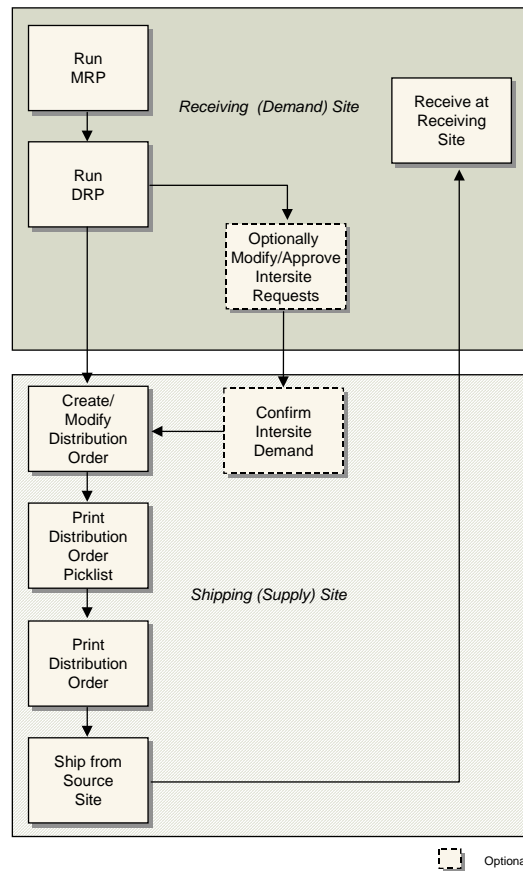 Run
MRP
Receiving (Demand) Site
Receive at
Receiving
Site
Run
DRP
Optionally
Modify/Approve
Intersite
Requests
Create/
Modify
Distribution
Order
Confirm
Intersite
Demand
Print
Distribution
Order
Picklist
Shipping (Supply) Site
Print
Distribution
Order
Ship from
Source
Site
Optiona